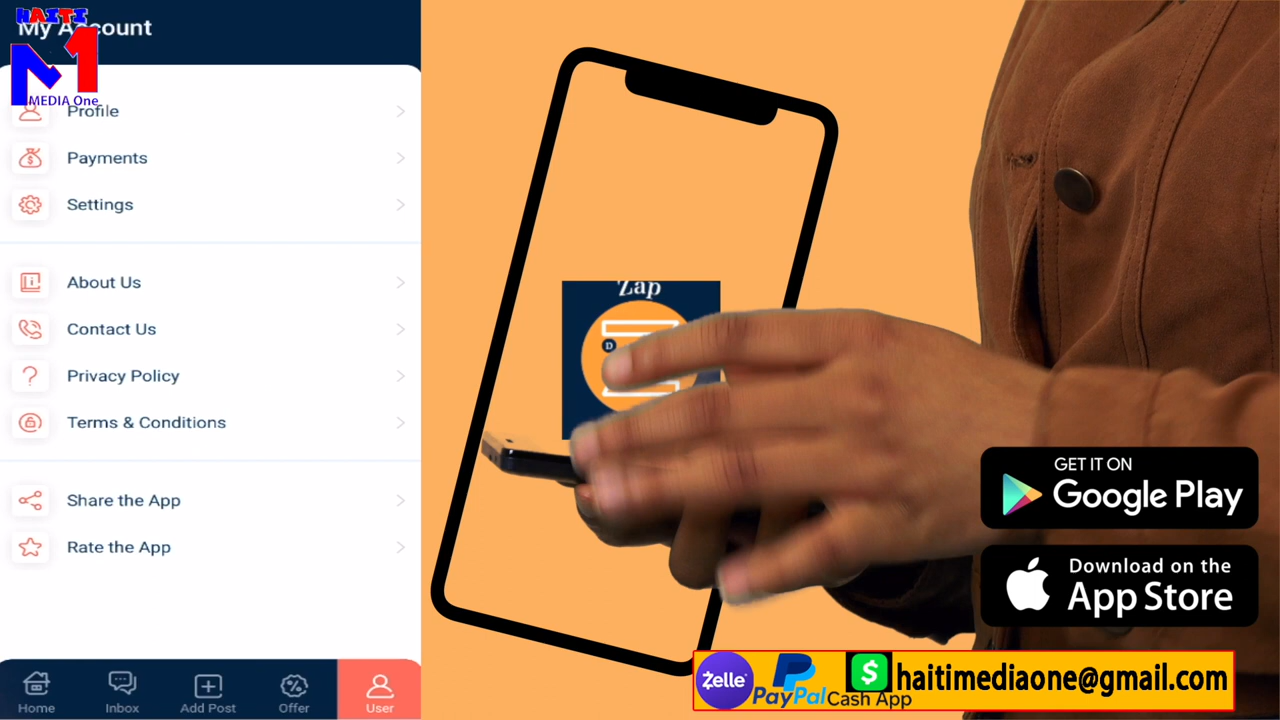 HAITI
My Account
M1
MEDIA One
Profile
Payments
Settings
About Us
Contact Us
Privacy Policy
Terms & Conditions
Share the App
Rate the App
Home
Inbox
Add Post
Offer
User
Zap
D
GET IT ON
Google Play
Download on the
App Store
Zelle
PayPal
$
Cash App
haitimediaone@gmail.com